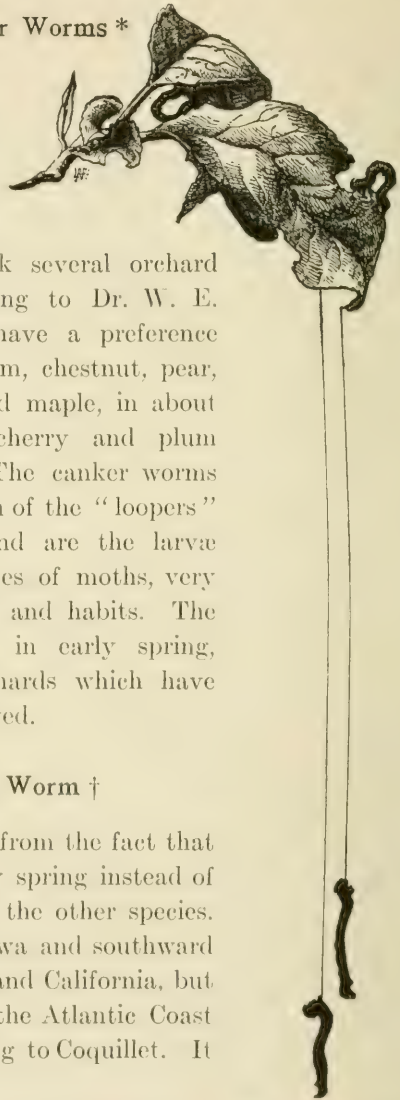 r Worms *
k several orchard
ng to Dr. W. E.
have a preference
m, chestnut, pear,
d maple, in about
cherry and plum
The canker worms
n of the “loopers”
nd are the larvæ
es of moths, very
and habits. The
in early spring,
hards which have
ed.
Worm †
from the fact that
spring instead of
the other species.
wa and southward
and California, but
the Atlantic Coast
g to Coquillet. It